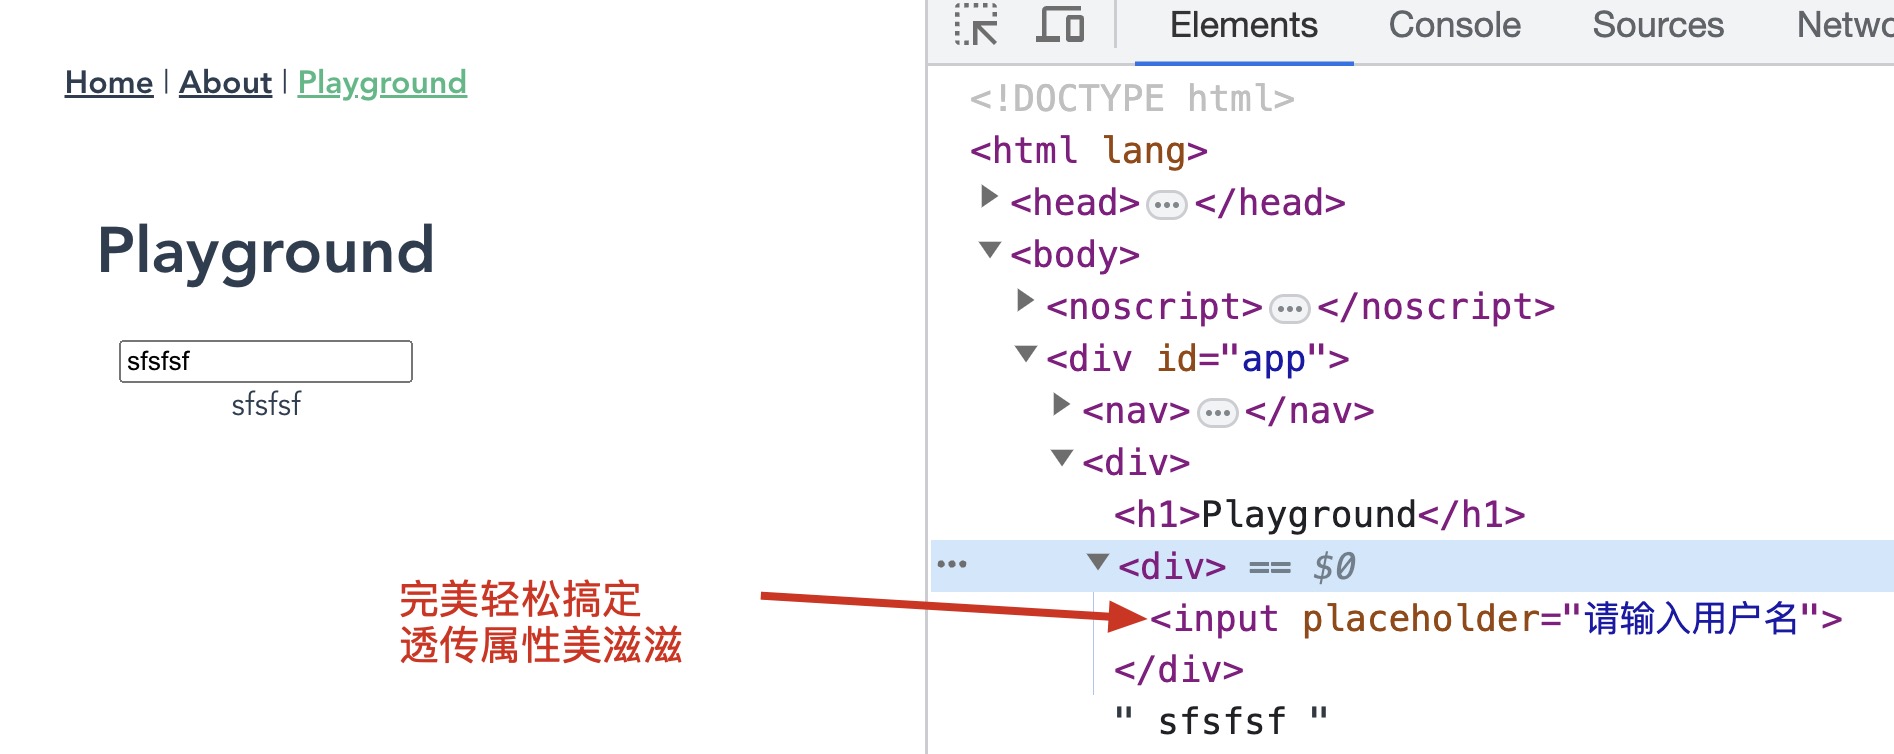 Home | About | Playground
Playground
sfsfsf
sfsfsf
完美轻松搞定
透传属性美滋滋
Elements Console Sources Netwo
<!DOCTYPE html>
<html lang>
<head>•••</head>
<body>
<noscript>•••</noscript>
<div id="app">
<nav>•••</nav>
<div>
<h1>Playground</h1>
••• <div> == $0
<input placeholder="请输入用户名">
</div>
" sfsfsf "